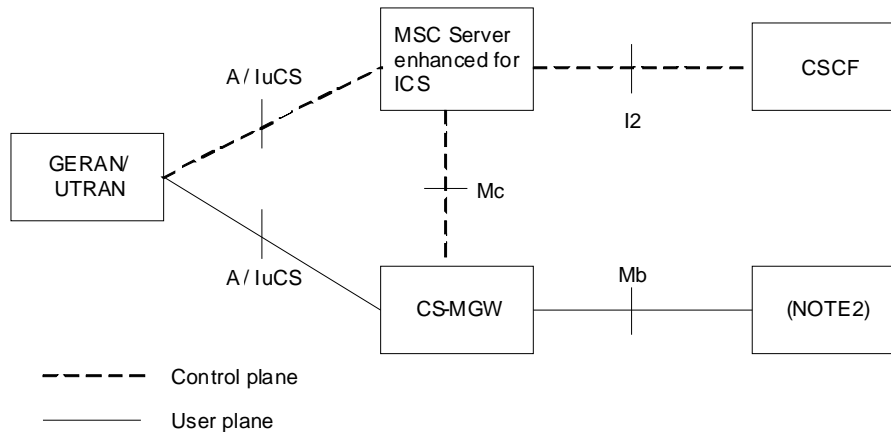 MSC Server
enhanced for
ICS
CSCF
A / IuCS
I2
GERAN/
UTRAN
Mc
A / IuCS
Mb
CS-MGW
(NOTE2)
Control plane
User plane